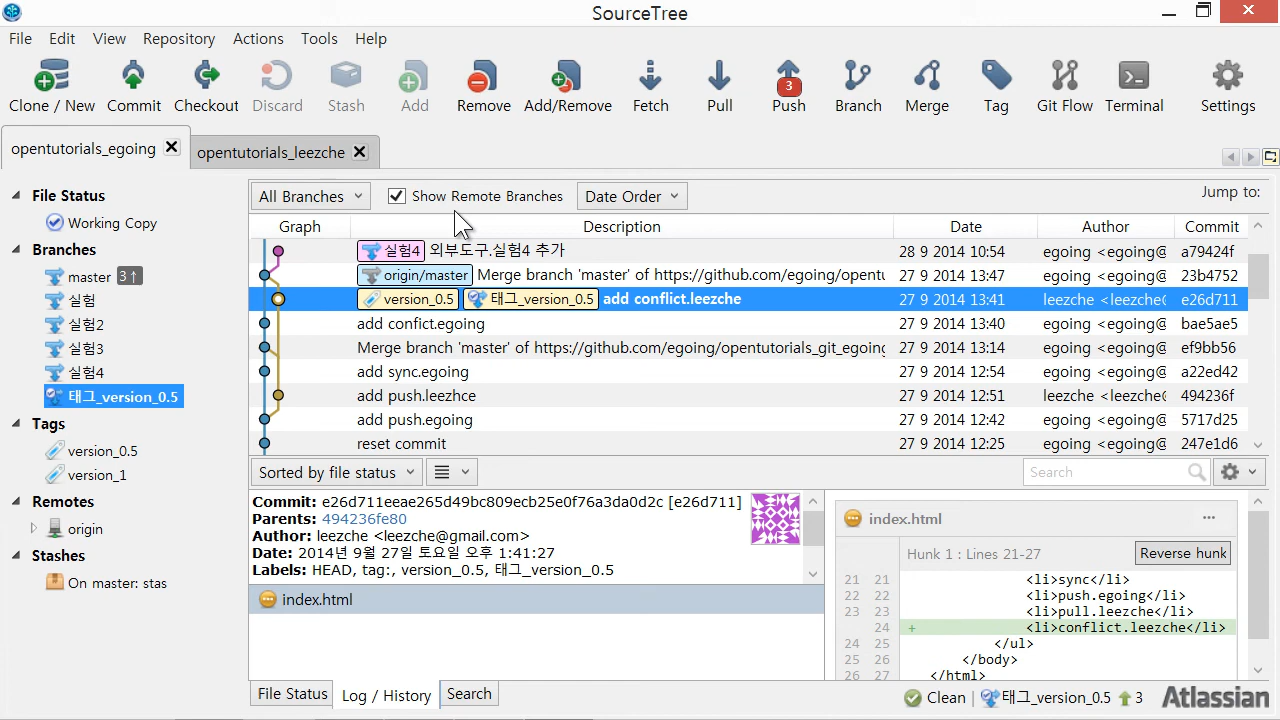 SourceTree
File Edit View Repository Actions Tools Help
Clone / New Commit Checkout Discard Stash Add Remove Add/Remove Fetch Pull 3 Push Branch Merge Tag Git Flow Terminal Settings
opentutorials_egoing opentutorials_leezche
File Status
Working Copy
Branches
master 3↑
실험
실험2
실험3
실험4
태그_version_0.5
Tags
version_0.5
version_1
Remotes
origin
Stashes
On master: stas
All Branches Show Remote Branches Date Order Jump to:
Graph Description Date Author Commit
실험4 외부도구.실험4 추가 28 9 2014 10:54 egoing <egoing@ a79424f
origin/master Merge branch 'master' of https://github.com/egoing/opentu 27 9 2014 13:47 egoing <egoing@ 23b4752
version_0.5 태그_version_0.5 add conflict.leezche 27 9 2014 13:41 leezche <leezche@ e26d711
add confict.egoing 27 9 2014 13:40 egoing <egoing@ bae5ae5
Merge branch 'master' of https://github.com/egoing/opentutorials_git_egoing 27 9 2014 13:14 egoing <egoing@ ef9bb56
add sync.egoing 27 9 2014 12:54 egoing <egoing@ a22ed42
add push.leezhce 27 9 2014 12:51 leezche <leezche@ 494236f
add push.egoing 27 9 2014 12:42 egoing <egoing@ 5717d25
reset commit 27 9 2014 12:25 egoing <egoing@ 247e1d6
Sorted by file status Search
Commit: e26d711eeae265d49bc809ecb25e0f76a3da0d2c [e26d711]
Parents: 494236fe80
Author: leezche <leezche@gmail.com>
Date: 2014년 9월 27일 토요일 오후 1:41:27
Labels: HEAD, tag:, version_0.5, 태그_version_0.5
index.html
index.html ...
Hunk 1 : Lines 21-27 Reverse hunk
21 21 <li>sync</li>
22 22 <li>push.egoing</li>
23 23 <li>pull.leezche</li>
24 + <li>conflict.leezche</li>
24 25 </ul>
25 26 </body>
26 27 </html>
File Status Log / History Search
Clean 태그_version_0.5 ↑ 3 Atlassian